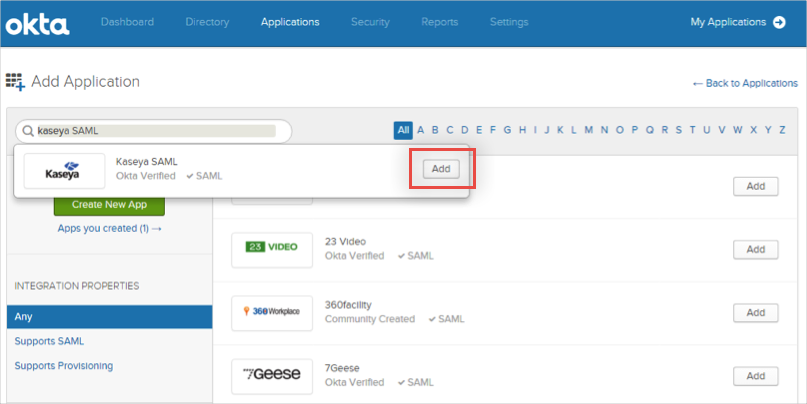 okta
Dashboard Directory Applications Security Reports Settings My Applications
Add Application
← Back to Applications
kaseya SAML
All A B C D E F G H I J K L M N O P Q R S T U V W X Y Z
Kaseya
Kaseya SAML
Okta Verified ✓ SAML
Add
Add
Create New App
Apps you created (1) →
23 VIDEO
23 Video
Okta Verified ✓ SAML
Add
INTEGRATION PROPERTIES
Any
Supports SAML
Supports Provisioning
360 Workplace
360facility
Community Created ✓ SAML
Add
7Geese
7Geese
Okta Verified ✓ SAML
Add